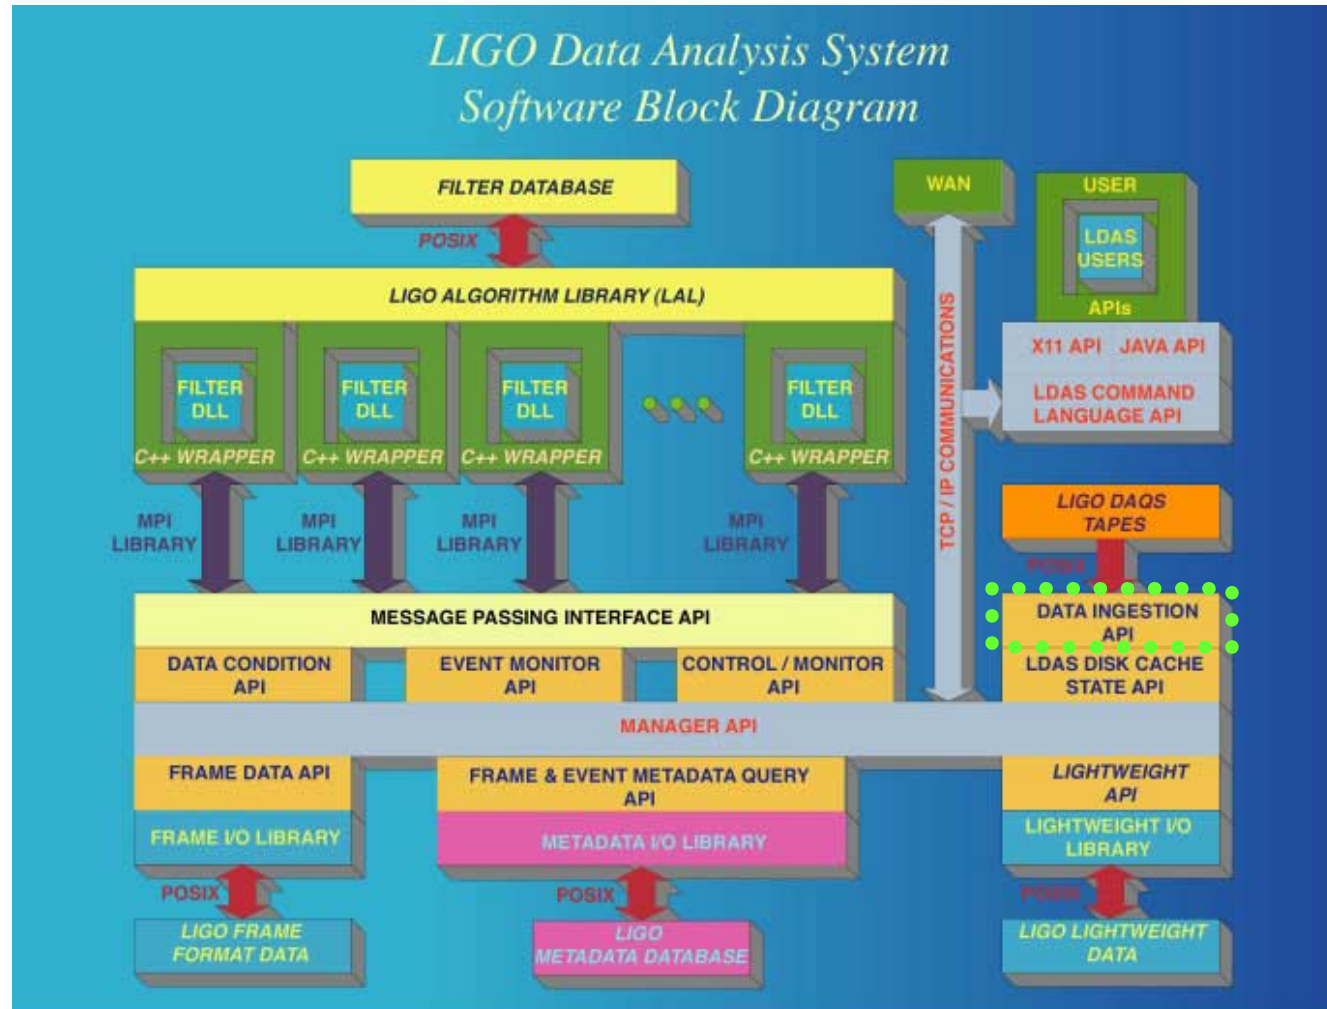 LIGO Data Analysis System
Software Block Diagram
FILTER DATABASE
POSIX
LIGO ALGORITHM LIBRARY (LAL)
FILTER
DLL
C++ WRAPPER
FILTER
DLL
C++ WRAPPER
FILTER
DLL
C++ WRAPPER
FILTER
DLL
C++ WRAPPER
MPI
LIBRARY
MPI
LIBRARY
MPI
LIBRARY
MPI
LIBRARY
WAN
TCP / IP COMMUNICATIONS
USER
LDAS
USERS
APIs
X11 API
JAVA API
LDAS COMMAND
LANGUAGE API
LIGO DAQS
TAPES
POSIX
DATA INGESTION
API
LDAS DISK CACHE
STATE API
MESSAGE PASSING INTERFACE API
DATA CONDITION
API
EVENT MONITOR
API
CONTROL / MONITOR
API
MANAGER API
FRAME DATA API
FRAME I/O LIBRARY
POSIX
LIGO FRAME
FORMAT DATA
FRAME & EVENT METADATA QUERY
API
METADATA I/O LIBRARY
POSIX
LIGO
METADATA DATABASE
LIGHTWEIGHT
API
LIGHTWEIGHT I/O
LIBRARY
POSIX
LIGO LIGHTWEIGHT
DATA